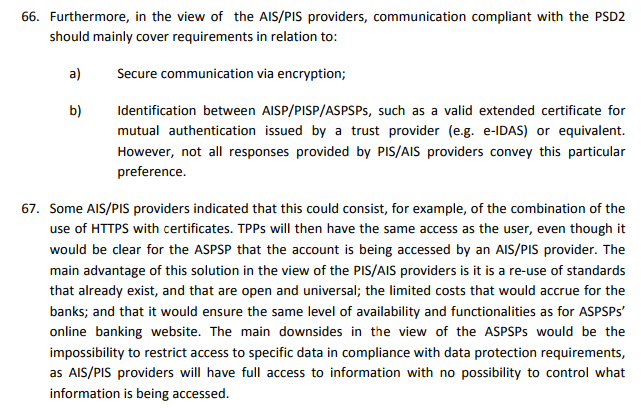 66. Furthermore, in the view of the AIS/PIS providers, communication compliant with the PSD2
should mainly cover requirements in relation to:
a) Secure communication via encryption;
b) Identification between AISP/PISP/ASPSPs, such as a valid extended certificate for
mutual authentication issued by a trust provider (e.g. e-IDAS) or equivalent.
However, not all responses provided by PIS/AIS providers convey this particular
preference.
67. Some AIS/PIS providers indicated that this could consist, for example, of the combination of the
use of HTTPS with certificates. TPPs will then have the same access as the user, even though it
would be clear for the ASPSP that the account is being accessed by an AIS/PIS provider. The
main advantage of this solution in the view of the PIS/AIS providers is it is a re-use of standards
that already exist, and that are open and universal; the limited costs that would accrue for the
banks; and that it would ensure the same level of availability and functionalities as for ASPSPs'
online banking website. The main downsides in the view of the ASPSPs would be the
impossibility to restrict access to specific data in compliance with data protection requirements,
as AIS/PIS providers will have full access to information with no possibility to control what
information is being accessed.